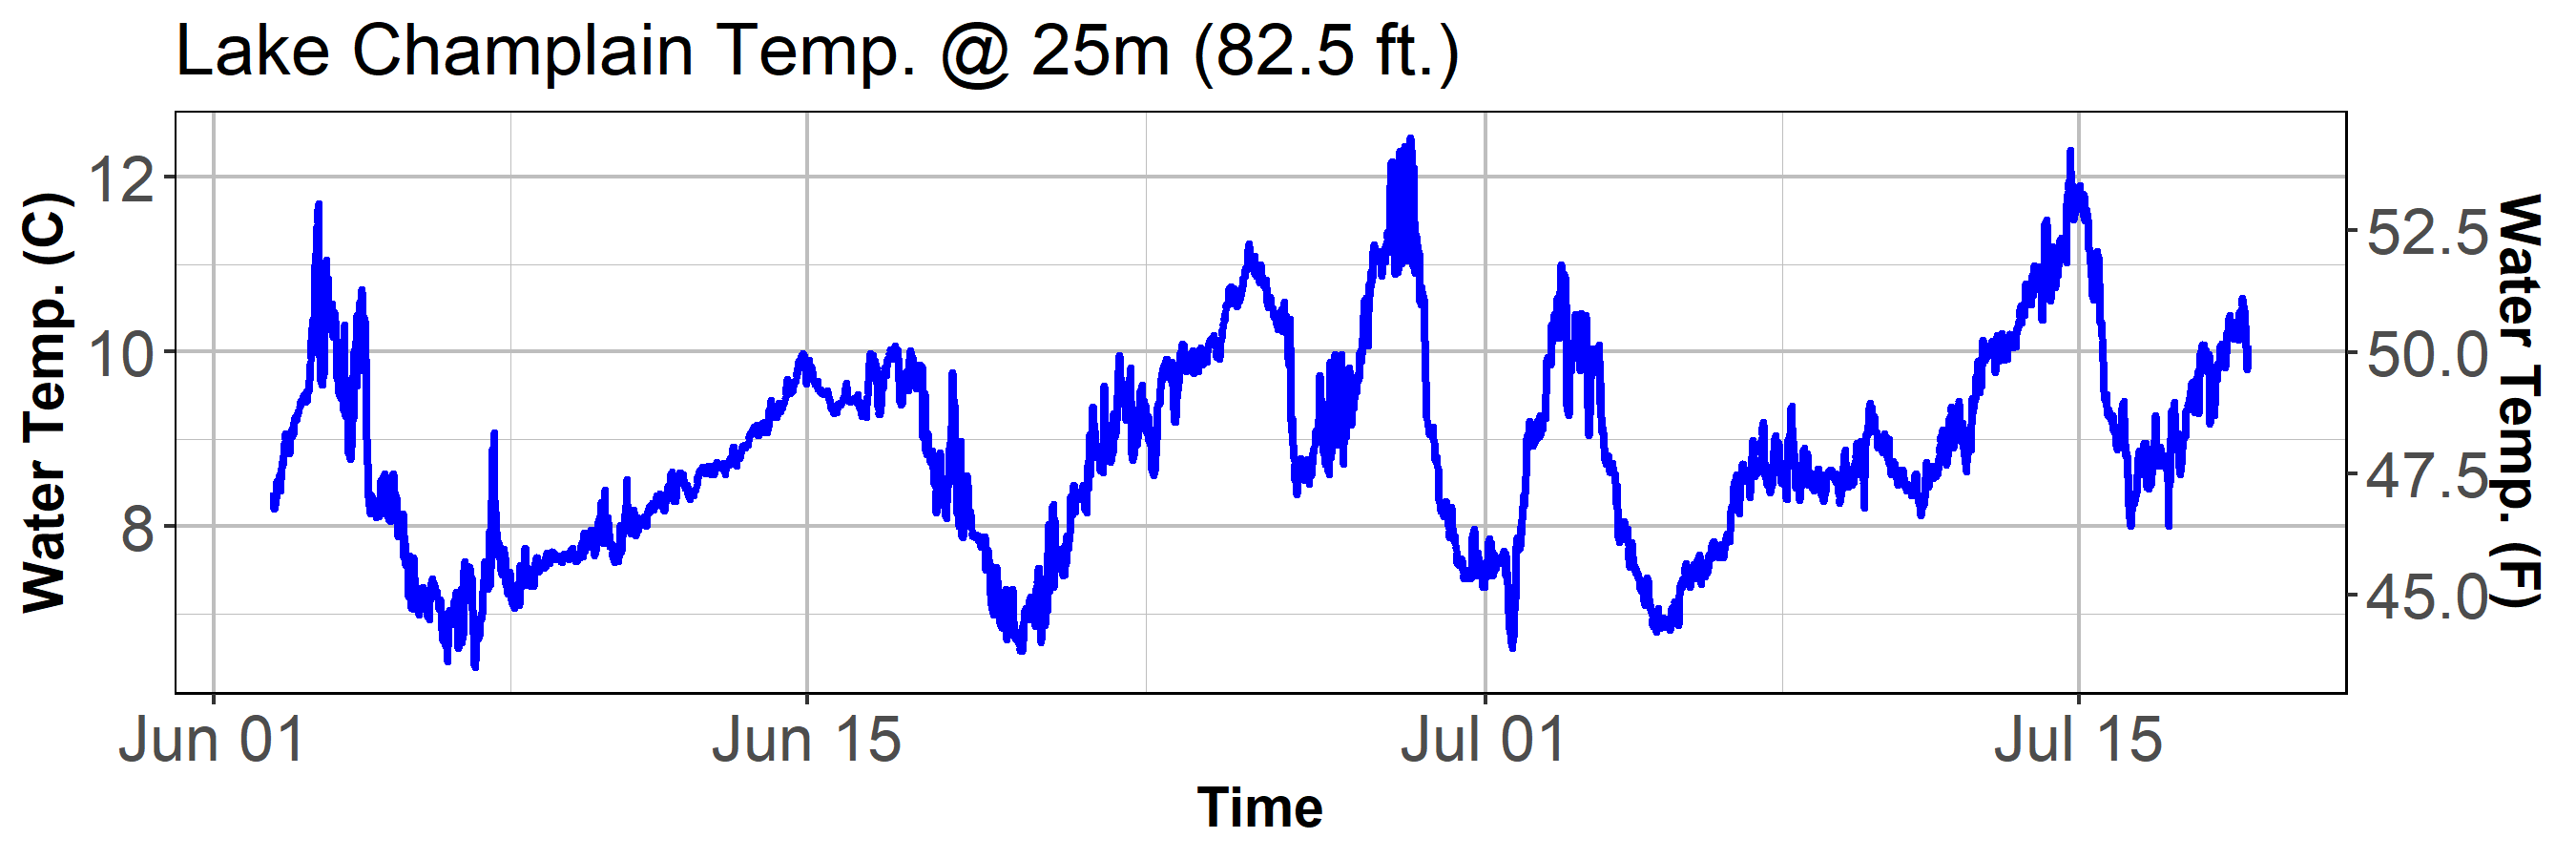 Lake Champlain Temp. @ 25m (82.5 ft.)
Water Temp. (C)
12
10
8
52.5
50.0
47.5
45.0
Water Temp. (F)
Jun 01
Jun 15
Jul 01
Jul 15
Time